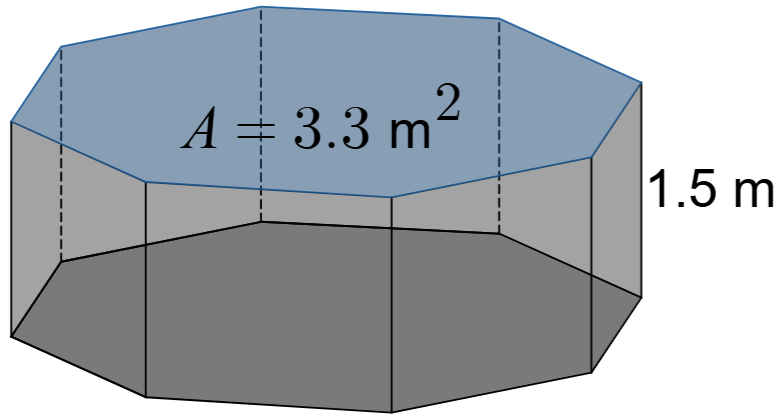 A = 3.3 m²
1.5 m